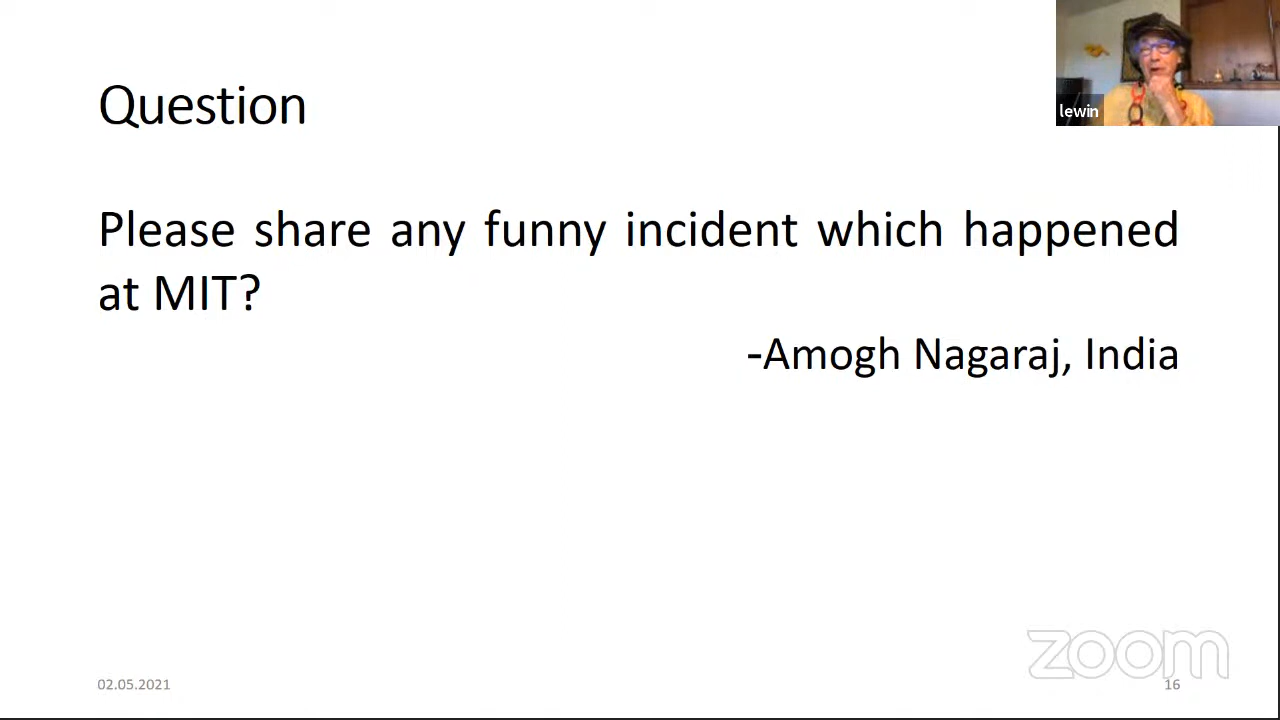 lewin
Question
Please share any funny incident which happened
at MIT?
-Amogh Nagaraj, India
zoom
02.05.2021
16